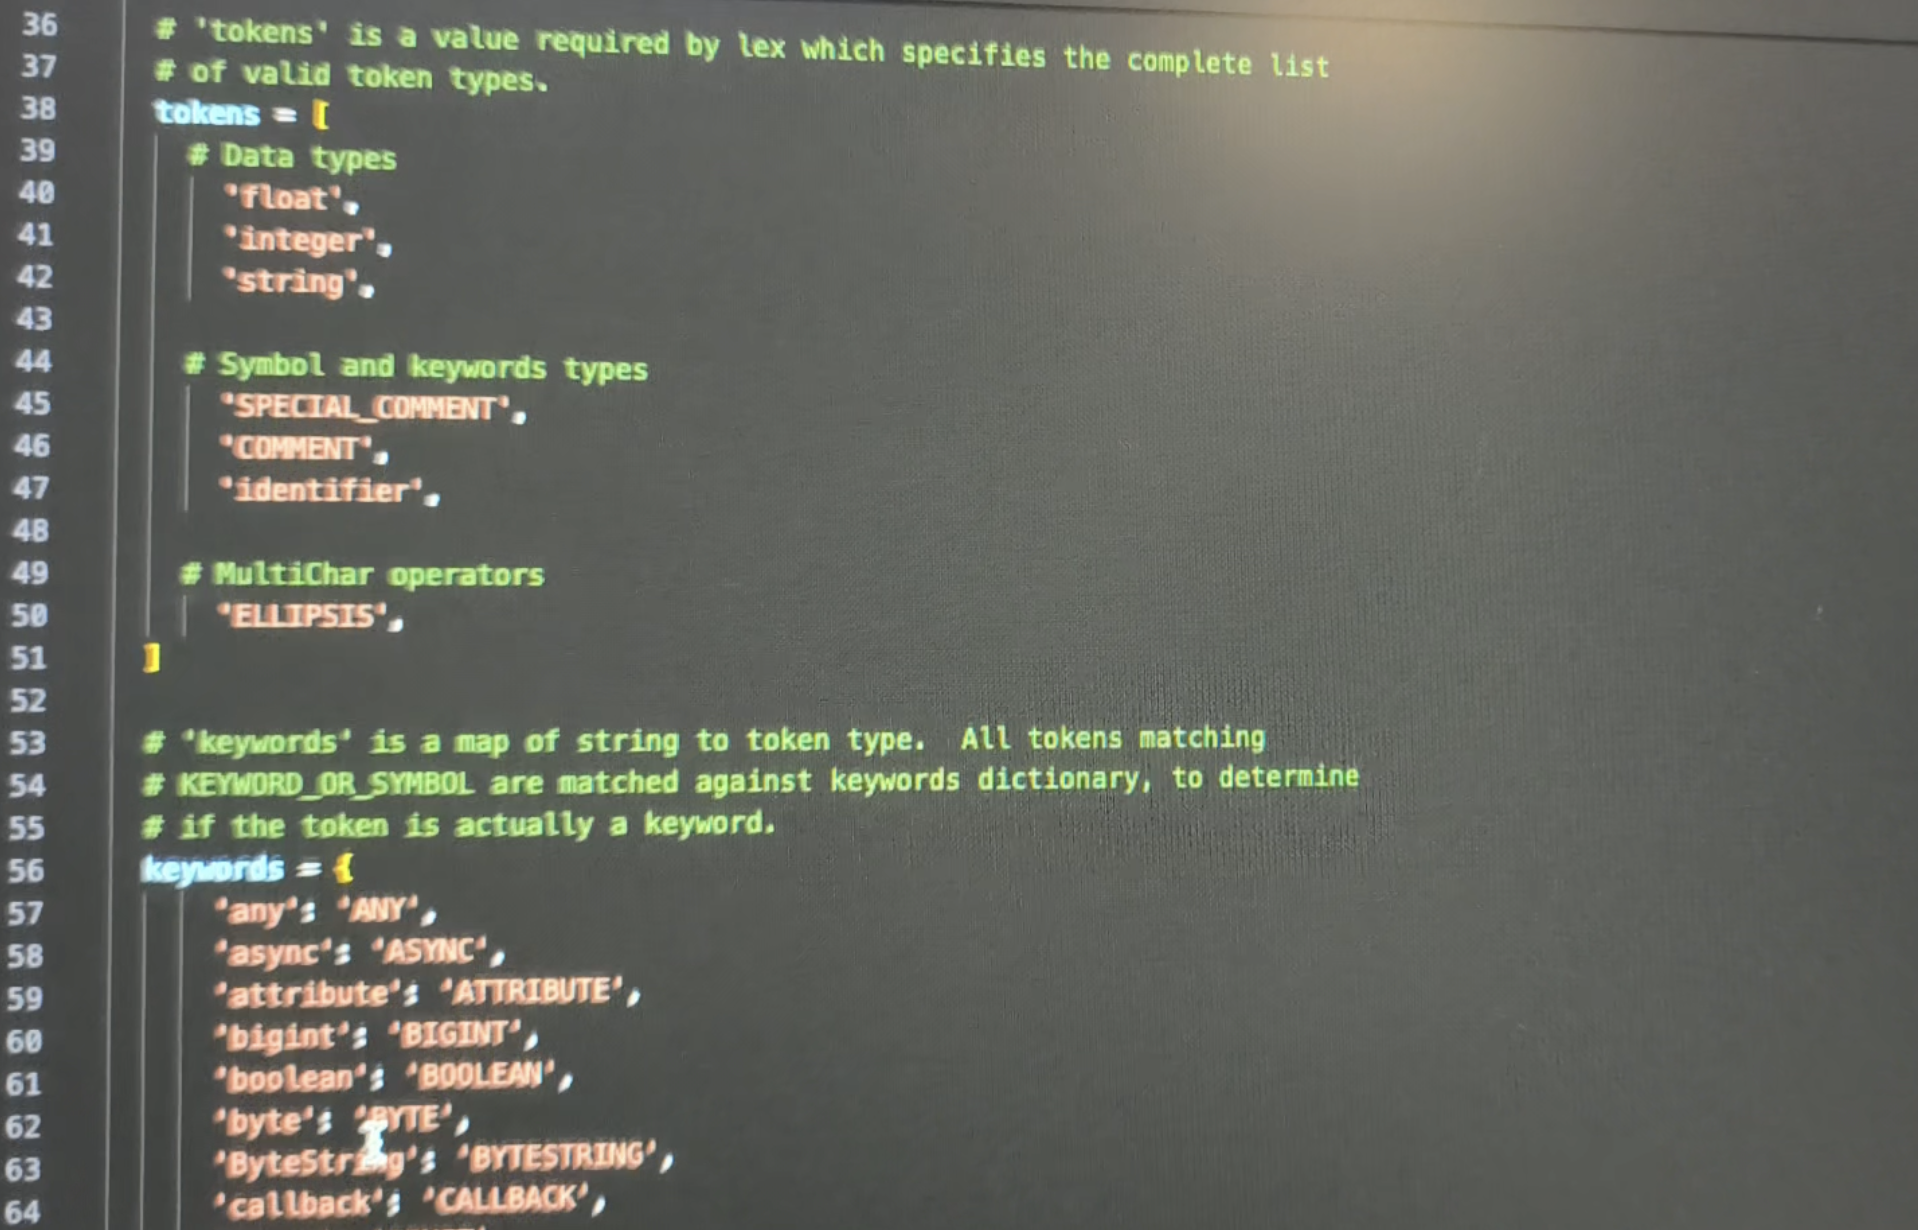 36 # 'tokens' is a value required by lex which specifies the complete list
37 # of valid token types.
38 tokens = [
39 # Data types
40 'float',
41 'integer',
42 'string',
43
44 # Symbol and keywords types
45 'SPECIAL_COMMENT',
46 'COMMENT',
47 'identifier',
48
49 # MultiChar operators
50 'ELLIPSIS',
51 ]
52
53 # 'keywords' is a map of string to token type.  All tokens matching
54 # KEYWORD_OR_SYMBOL are matched against keywords dictionary, to determine
55 # if the token is actually a keyword.
56 keywords = {
57 'any': 'ANY',
58 'async': 'ASYNC',
59 'attribute': 'ATTRIBUTE',
60 'bigint': 'BIGINT',
61 'boolean': 'BOOLEAN',
62 'byte': 'BYTE',
63 'ByteString': 'BYTESTRING',
64 'callback': 'CALLBACK',